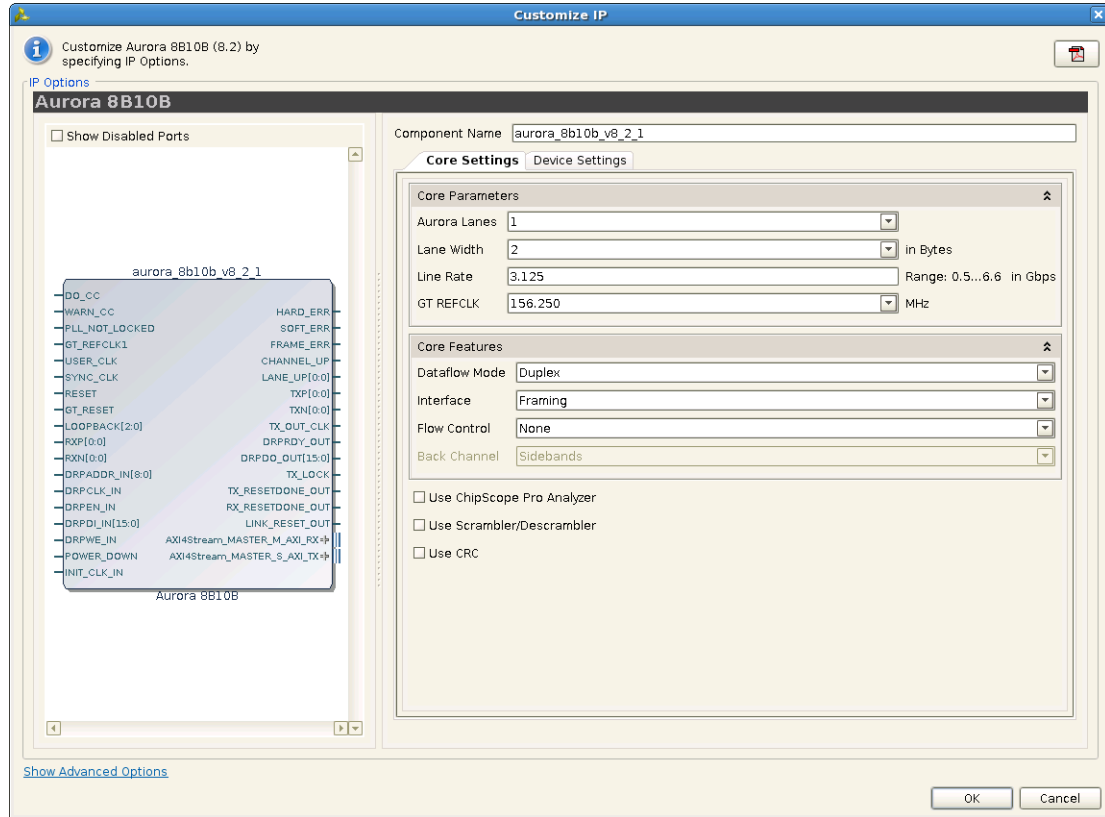 Customize IP
Customize Aurora 8B10B (8.2) by
specifying IP Options.
IP Options
Aurora 8B10B
Show Disabled Ports
aurora_8b10b_v8_2_1
DO_CC
WARN_CC
PLL_NOT_LOCKED
GT_REFCLK1
USER_CLK
SYNC_CLK
RESET
GT_RESET
LOOPBACK[2:0]
RXP[0:0]
RXN[0:0]
DRPADDR_IN[8:0]
DRPCLK_IN
DRPEN_IN
DRPDI_IN[15:0]
DRPWE_IN
POWER_DOWN
INIT_CLK_IN
HARD_ERR
SOFT_ERR
FRAME_ERR
CHANNEL_UP
LANE_UP[0:0]
TXP[0:0]
TXN[0:0]
TX_OUT_CLK
DRPRDY_OUT
DRPDO_OUT[15:0]
TX_LOCK
TX_RESETDONE_OUT
RX_RESETDONE_OUT
LINK_RESET_OUT
AXI4Stream_MASTER_M_AXI_RX
AXI4Stream_MASTER_S_AXI_TX
Aurora 8B10B
Component Name aurora_8b10b_v8_2_1
Core Settings Device Settings
Core Parameters
Aurora Lanes 1
Lane Width 2 in Bytes
Line Rate 3.125 Range: 0.5...6.6 in Gbps
GT REFCLK 156.250 MHz
Core Features
Dataflow Mode Duplex
Interface Framing
Flow Control None
Back Channel Sidebands
Use ChipScope Pro Analyzer
Use Scrambler/Descrambler
Use CRC
Show Advanced Options
OK Cancel